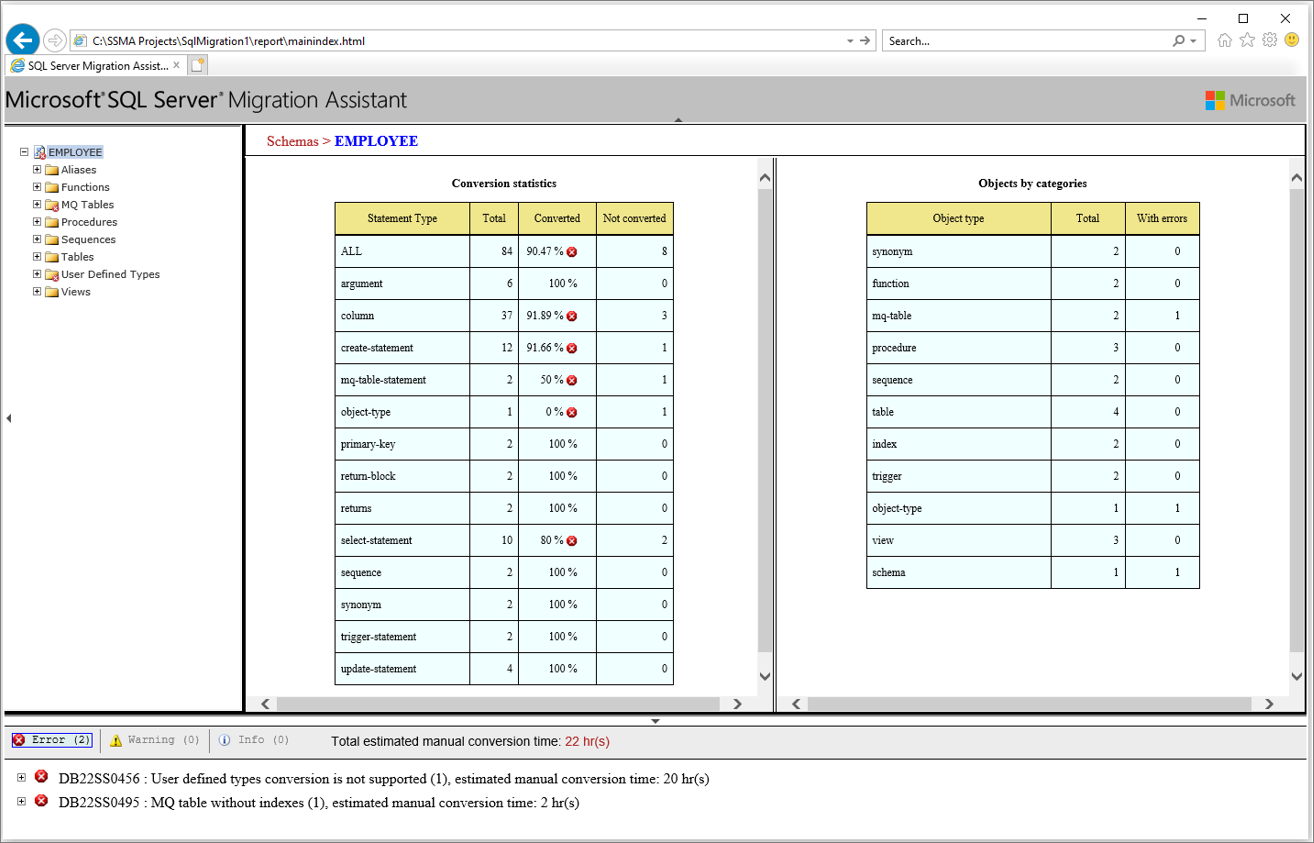 C:\SSMA Projects\SqlMigration1\report\mainindex.html
Search...
SQL Server Migration Assist...
Microsoft® SQL Server® Migration Assistant
Microsoft
EMPLOYEE
Aliases
Functions
MQ Tables
Procedures
Sequences
Tables
User Defined Types
Views
Schemas > EMPLOYEE
Conversion statistics
Statement Type Total Converted Not converted
ALL 84 90.47 % 8
argument 6 100 % 0
column 37 91.89 % 3
create-statement 12 91.66 % 1
mq-table-statement 2 50 % 1
object-type 1 0 % 1
primary-key 2 100 % 0
return-block 2 100 % 0
returns 2 100 % 0
select-statement 10 80 % 2
sequence 2 100 % 0
synonym 2 100 % 0
trigger-statement 2 100 % 0
update-statement 4 100 % 0
Objects by categories
Object type Total With errors
synonym 2 0
function 2 0
mq-table 2 1
procedure 3 0
sequence 2 0
table 4 0
index 2 0
trigger 2 0
object-type 1 1
view 3 0
schema 1 1
Error (2) Warning (0) Info (0) Total estimated manual conversion time: 22 hr(s)
DB22SS0456 : User defined types conversion is not supported (1), estimated manual conversion time: 20 hr(s)
DB22SS0495 : MQ table without indexes (1), estimated manual conversion time: 2 hr(s)